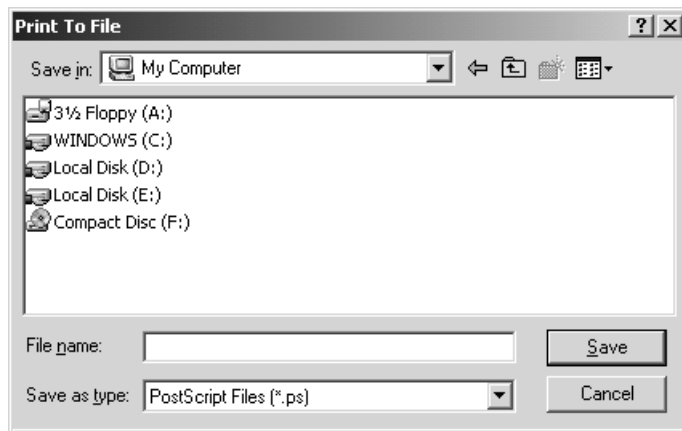 Print To File
Save in: My Computer
3½ Floppy (A:)
WINDOWS (C:)
Local Disk (D:)
Local Disk (E:)
Compact Disc (F:)
File name:
Save
Save as type: PostScript Files (*.ps)
Cancel